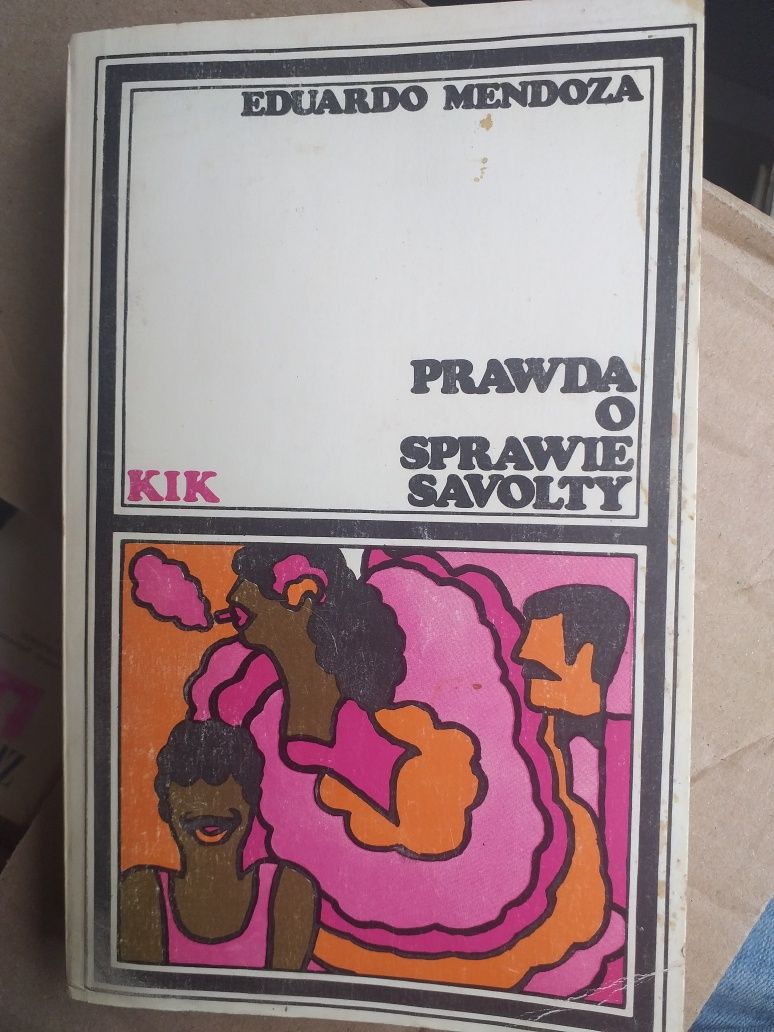 EDUARDO MENDOZA
PRAWDA
O
SPRAWIE
SAVOLTY
KIK